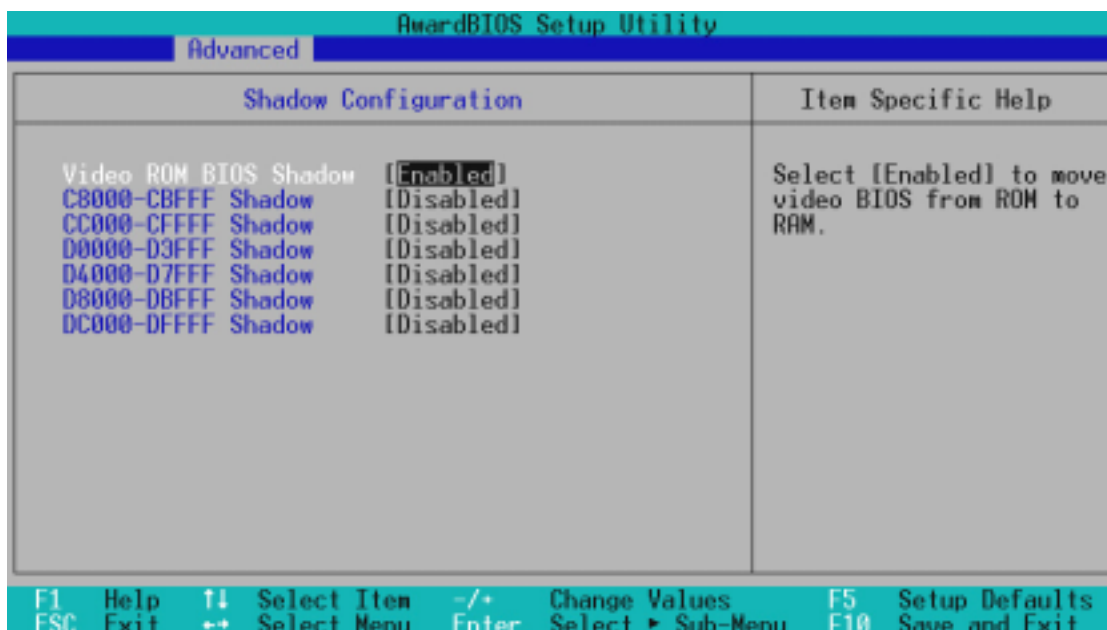 AwardBIOS Setup Utility
Advanced
Shadow Configuration
Item Specific Help
Video ROM BIOS Shadow [Enabled]
C8000-CBFFF Shadow [Disabled]
CC000-CFFFF Shadow [Disabled]
D0000-D3FFF Shadow [Disabled]
D4000-D7FFF Shadow [Disabled]
D8000-DBFFF Shadow [Disabled]
DC000-DFFFF Shadow [Disabled]
Select [Enabled] to move
video BIOS from ROM to
RAM.
F1 Help ↑↓ Select Item -/+ Change Values F5 Setup Defaults
ESC Exit ←→ Select Menu Enter Select ► Sub-Menu F10 Save and Exit